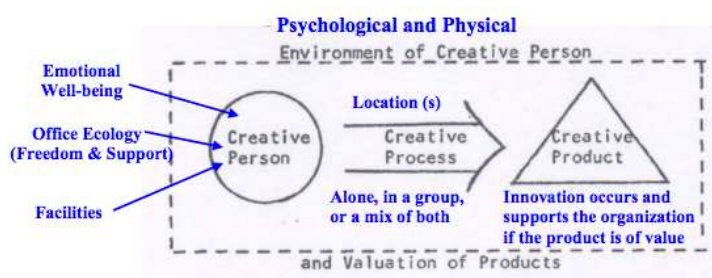 Psychological and Physical
Environment of Creative Person
Emotional
Well-being
Office Ecology
(Freedom & Support)
Facilities
Creative
Person
Location (s)
Creative
Process
Alone, in a group,
or a mix of both
Creative
Product
Innovation occurs and
supports the organization
if the product is of value
and Valuation of Products